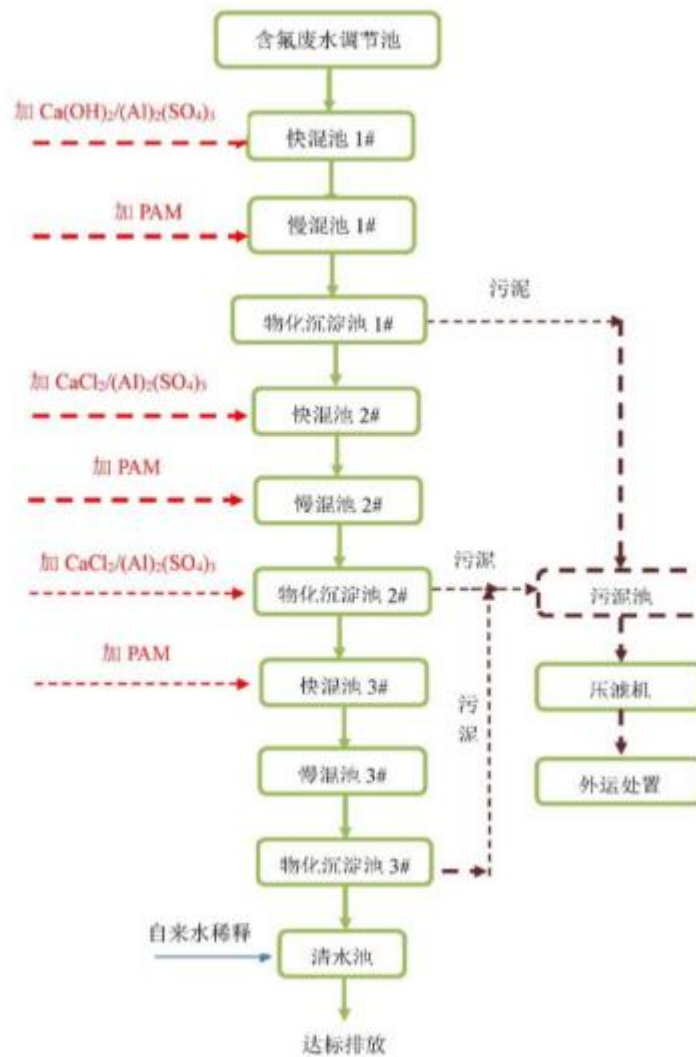 含氟废水调节池
加 Ca(OH)₂/(Al)₂(SO₄)₃
快混池 1#
加 PAM
慢混池 1#
污泥
物化沉淀池 1#
加 CaCl₂/(Al)₂(SO₄)₃
快混池 2#
加 PAM
慢混池 2#
加 CaCl₂/(Al)₂(SO₄)₃
污泥
物化沉淀池 2#
污泥池
加 PAM
快混池 3#
污泥
压滤机
慢混池 3#
外运处置
物化沉淀池 3#
自来水稀释
清水池
达标排放